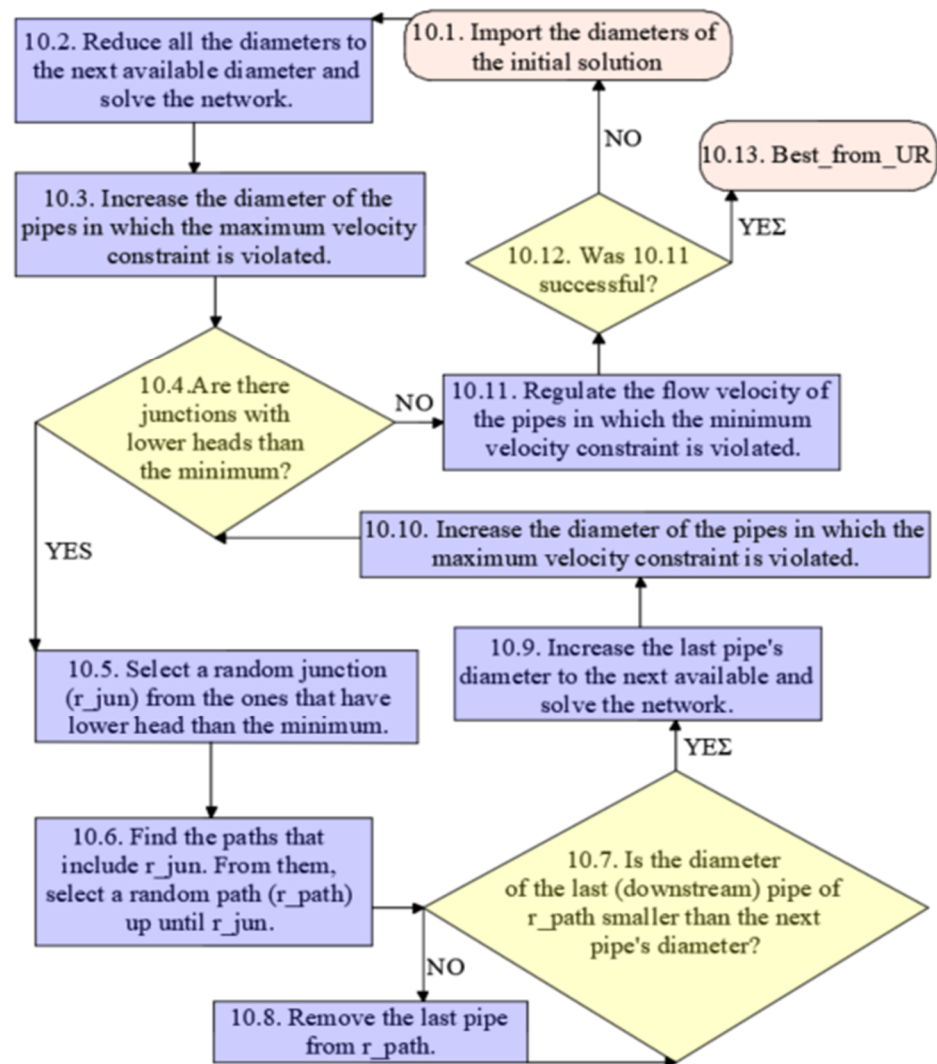 10.1. Import the diameters of
the initial solution
10.2. Reduce all the diameters to
the next available diameter and
solve the network.
NO
10.13. Best_from_UR
10.3. Increase the diameter of the
pipes in which the maximum velocity
constraint is violated.
YEΣ
10.12. Was 10.11
successful?
10.4.Are there
junctions with
lower heads than
the minimum?
NO
10.11. Regulate the flow velocity of
the pipes in which the minimum
velocity constraint is violated.
YES
10.10. Increase the diameter of the pipes in which the
maximum velocity constraint is violated.
10.5. Select a random junction
(r_jun) from the ones that have
lower head than the minimum.
10.9. Increase the last pipe's
diameter to the next available and
solve the network.
YEΣ
10.6. Find the paths that
include r_jun. From them,
select a random path (r_path)
up until r_jun.
10.7. Is the diameter
of the last (downstream) pipe of
r_path smaller than the next
pipe's diameter?
NO
10.8. Remove the last pipe
from r_path.